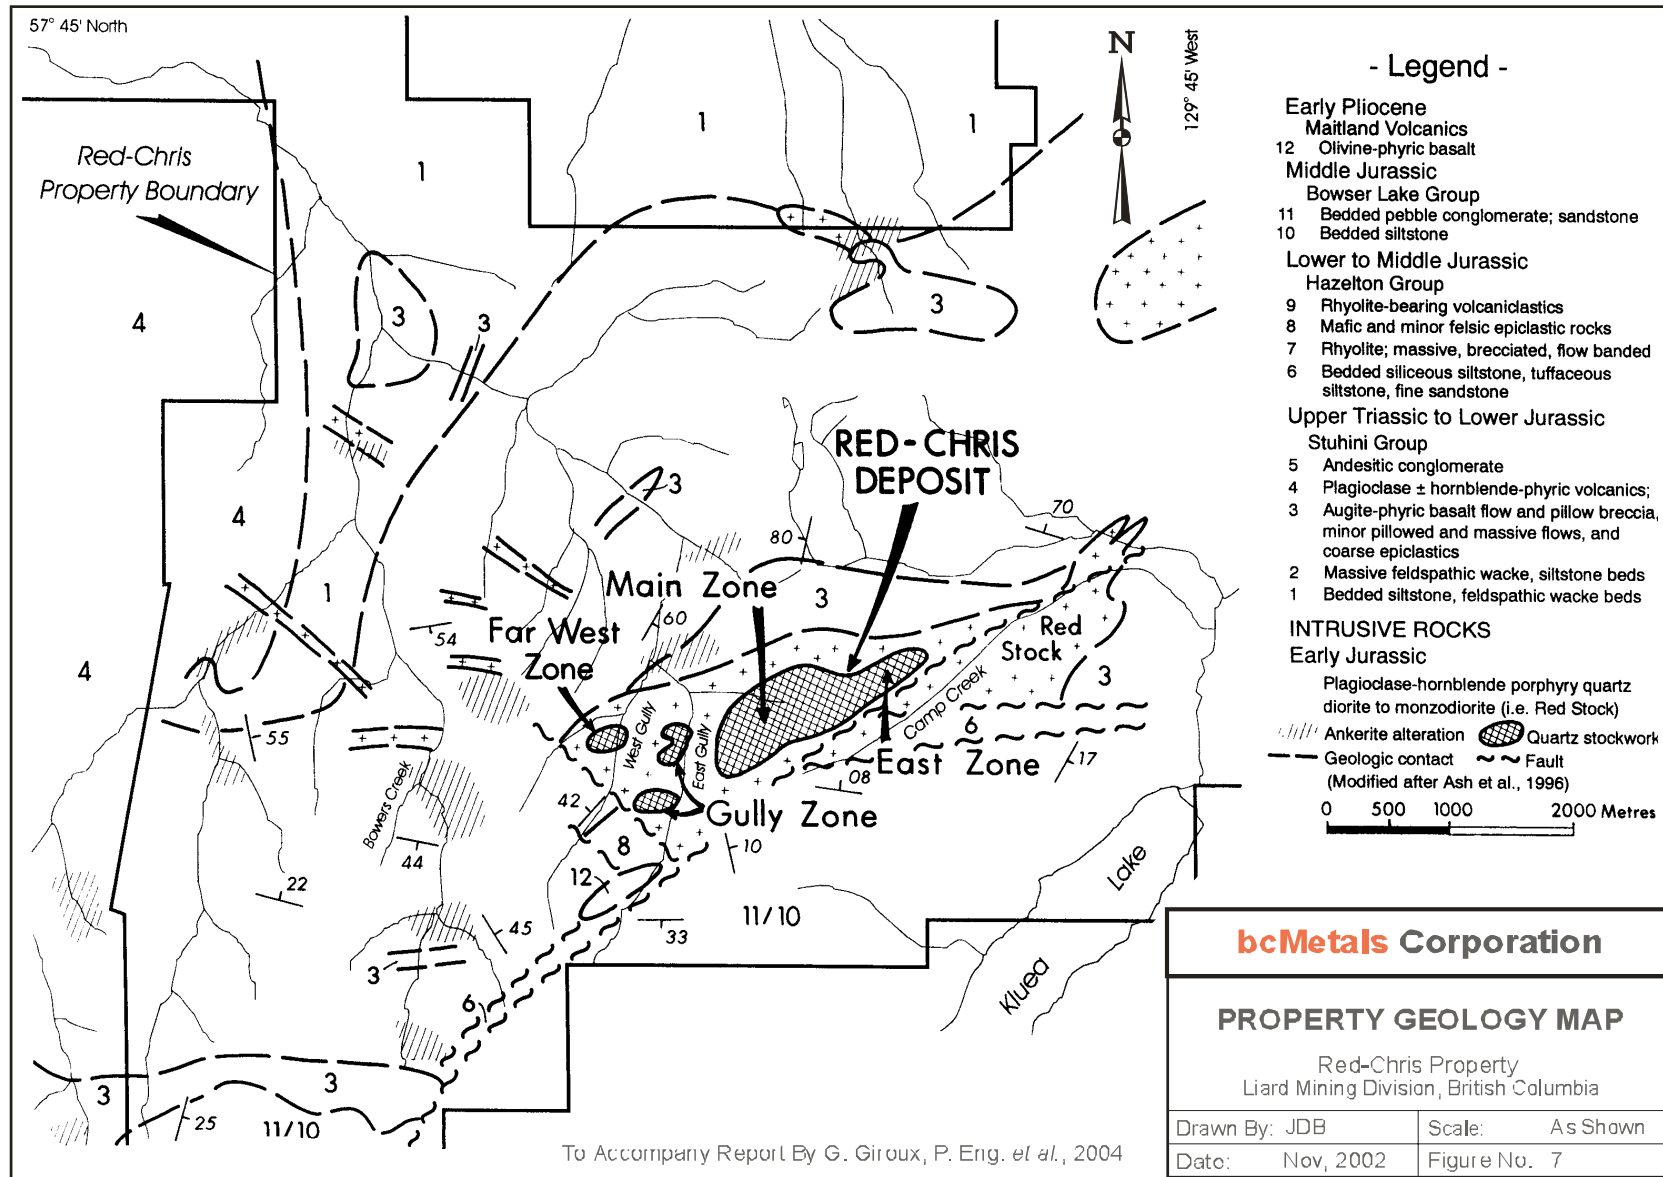 57° 45' North
129° 45' West
N
Red-Chris
Property Boundary
1
1
1
4
3
3
3
4
RED-CHRIS
DEPOSIT
3
70
80
Main Zone
3
1
60
54
Far West
Zone
Red
Stock
3
4
Camp Creek
6
55
West Gully
East Gully
East Zone
17
08
42
Gully Zone
Bowers Creek
44
8
10
22
12
11/10
45
33
Kluea Lake
3
6
3
3
25
11/10
- Legend -
Early Pliocene
Maitland Volcanics
12 Olivine-phyric basalt
Middle Jurassic
Bowser Lake Group
11 Bedded pebble conglomerate; sandstone
10 Bedded siltstone
Lower to Middle Jurassic
Hazelton Group
9 Rhyolite-bearing volcaniclastics
8 Mafic and minor felsic epiclastic rocks
7 Rhyolite; massive, brecciated, flow banded
6 Bedded siliceous siltstone, tuffaceous
siltstone, fine sandstone
Upper Triassic to Lower Jurassic
Stuhini Group
5 Andesitic conglomerate
4 Plagioclase ± hornblende-phyric volcanics;
3 Augite-phyric basalt flow and pillow breccia,
minor pillowed and massive flows, and
coarse epiclastics
2 Massive feldspathic wacke, siltstone beds
1 Bedded siltstone, feldspathic wacke beds
INTRUSIVE ROCKS
Early Jurassic
Plagioclase-hornblende porphyry quartz
diorite to monzodiorite (i.e. Red Stock)
Ankerite alteration Quartz stockwork
Geologic contact Fault
(Modified after Ash et al., 1996)
0 500 1000 2000 Metres
bcMetals Corporation
PROPERTY GEOLOGY MAP
Red-Chris Property
Liard Mining Division, British Columbia
Drawn By: JDB Scale: As Shown
Date: Nov, 2002 Figure No. 7
To Accompany Report By G. Giroux, P. Eng. et al., 2004